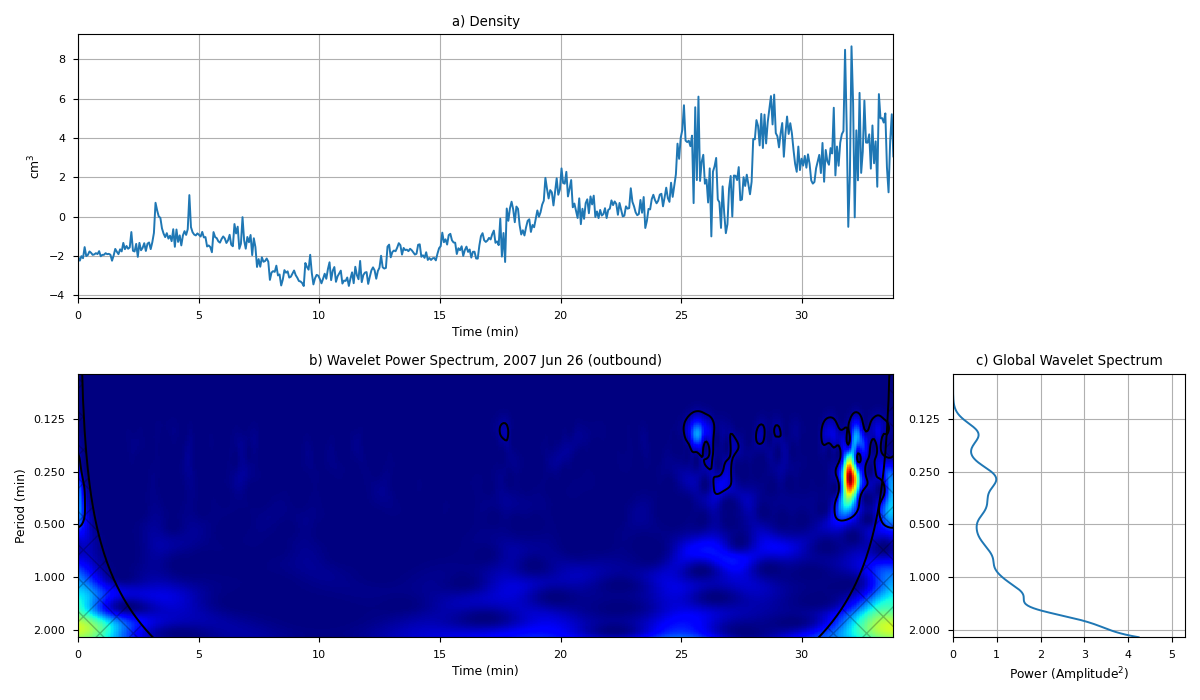 a) Density
cm³
8
6
4
2
0
−2
−4
0 5 10 15 20 25 30
Time (min)
b) Wavelet Power Spectrum, 2007 Jun 26 (outbound)
Period (min)
0.125
0.250
0.500
1.000
2.000
0 5 10 15 20 25 30
Time (min)
c) Global Wavelet Spectrum
0.125
0.250
0.500
1.000
2.000
0 1 2 3 4 5
Power (Amplitude²)